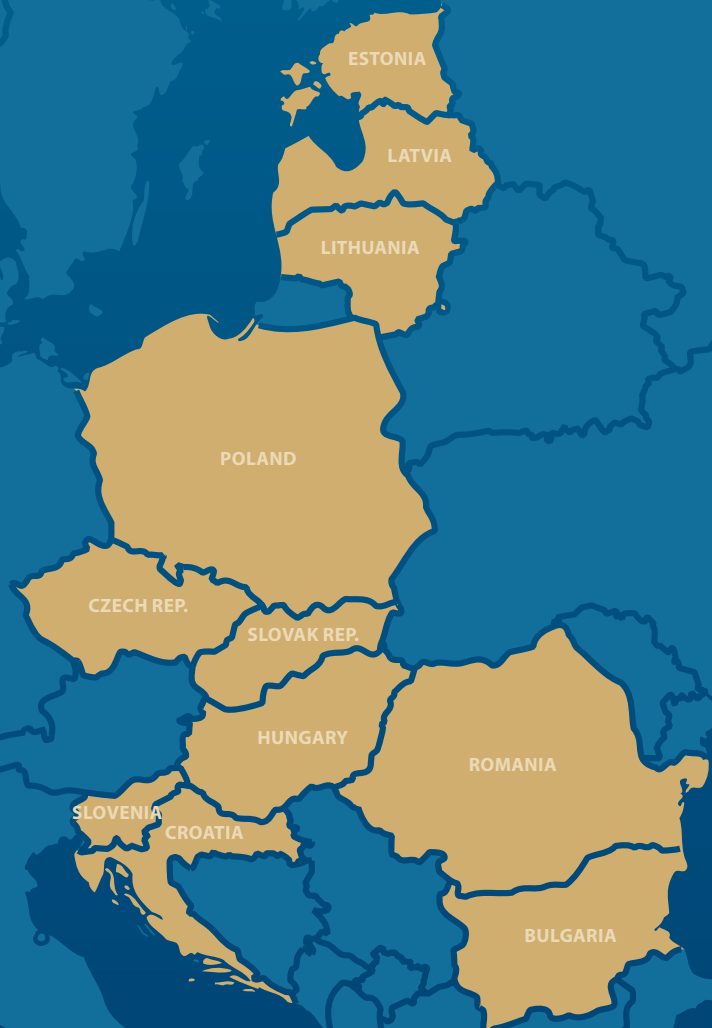 ESTONIA
LATVIA
LITHUANIA
POLAND
CZECH REP.
SLOVAK REP.
HUNGARY
ROMANIA
SLOVENIA
CROATIA
BULGARIA